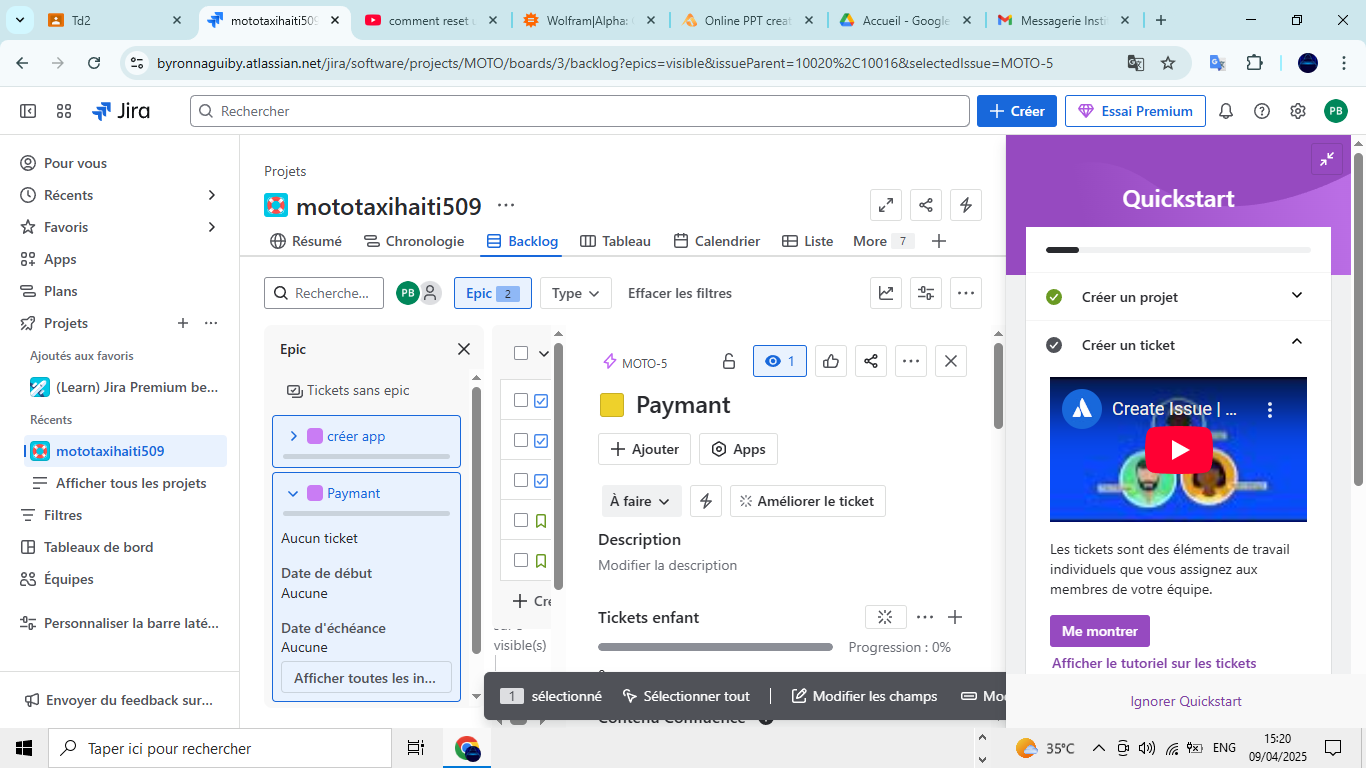 Td2
mototaxihaiti509
comment reset u
Wolfram|Alpha: C
Online PPT creat
Accueil - Google
Messagerie Insti
byronnaguiby.atlassian.net/jira/software/projects/MOTO/boards/3/backlog?epics=visible&issueParent=10020%2C10016&selectedIssue=MOTO-5
Jira
Rechercher
Créer
Essai Premium
PB
Pour vous
Récents
Favoris
Apps
Plans
Projets
Ajoutés aux favoris
(Learn) Jira Premium be...
Récents
mototaxihaiti509
Afficher tous les projets
Filtres
Tableaux de bord
Équipes
Personnaliser la barre laté...
Envoyer du feedback sur...
Projets
mototaxihaiti509
Résumé
Chronologie
Backlog
Tableau
Calendrier
Liste
More 7
Recherche...
PB
Epic 2
Type
Effacer les filtres
Epic
Tickets sans epic
créer app
Paymant
Aucun ticket
Date de début
Aucune
Date d'échéance
Aucune
Afficher toutes les in...
visible(s)
MOTO-5
1
Paymant
Ajouter
Apps
À faire
Améliorer le ticket
Description
Modifier la description
Tickets enfant
Progression : 0%
1 sélectionné
Sélectionner tout
Modifier les champs
Contenu Confluence
Quickstart
Créer un projet
Créer un ticket
Create Issue | ...
Les tickets sont des éléments de travail
individuels que vous assignez aux
membres de votre équipe.
Me montrer
Afficher le tutoriel sur les tickets
Ignorer Quickstart
Taper ici pour rechercher
35°C
ENG
15:20
09/04/2025